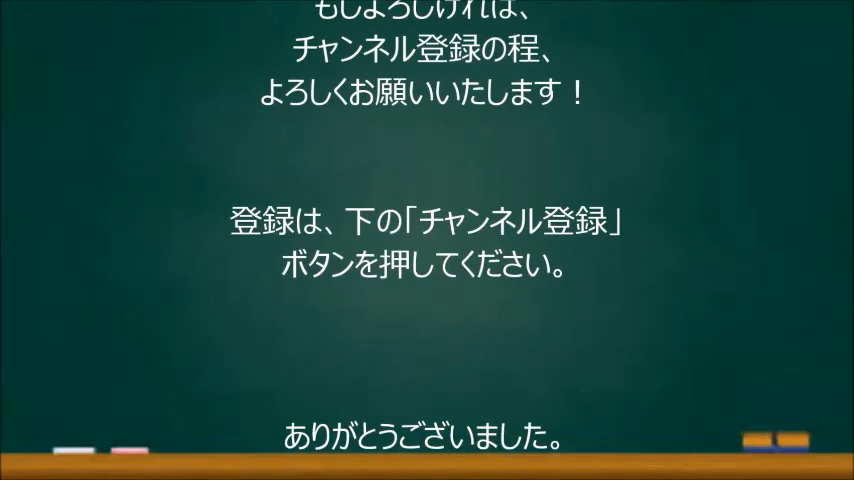 もしよろしければ、
チャンネル登録の程、
よろしくお願いいたします！
登録は、下の「チャンネル登録」
ボタンを押してください。
ありがとうございました。